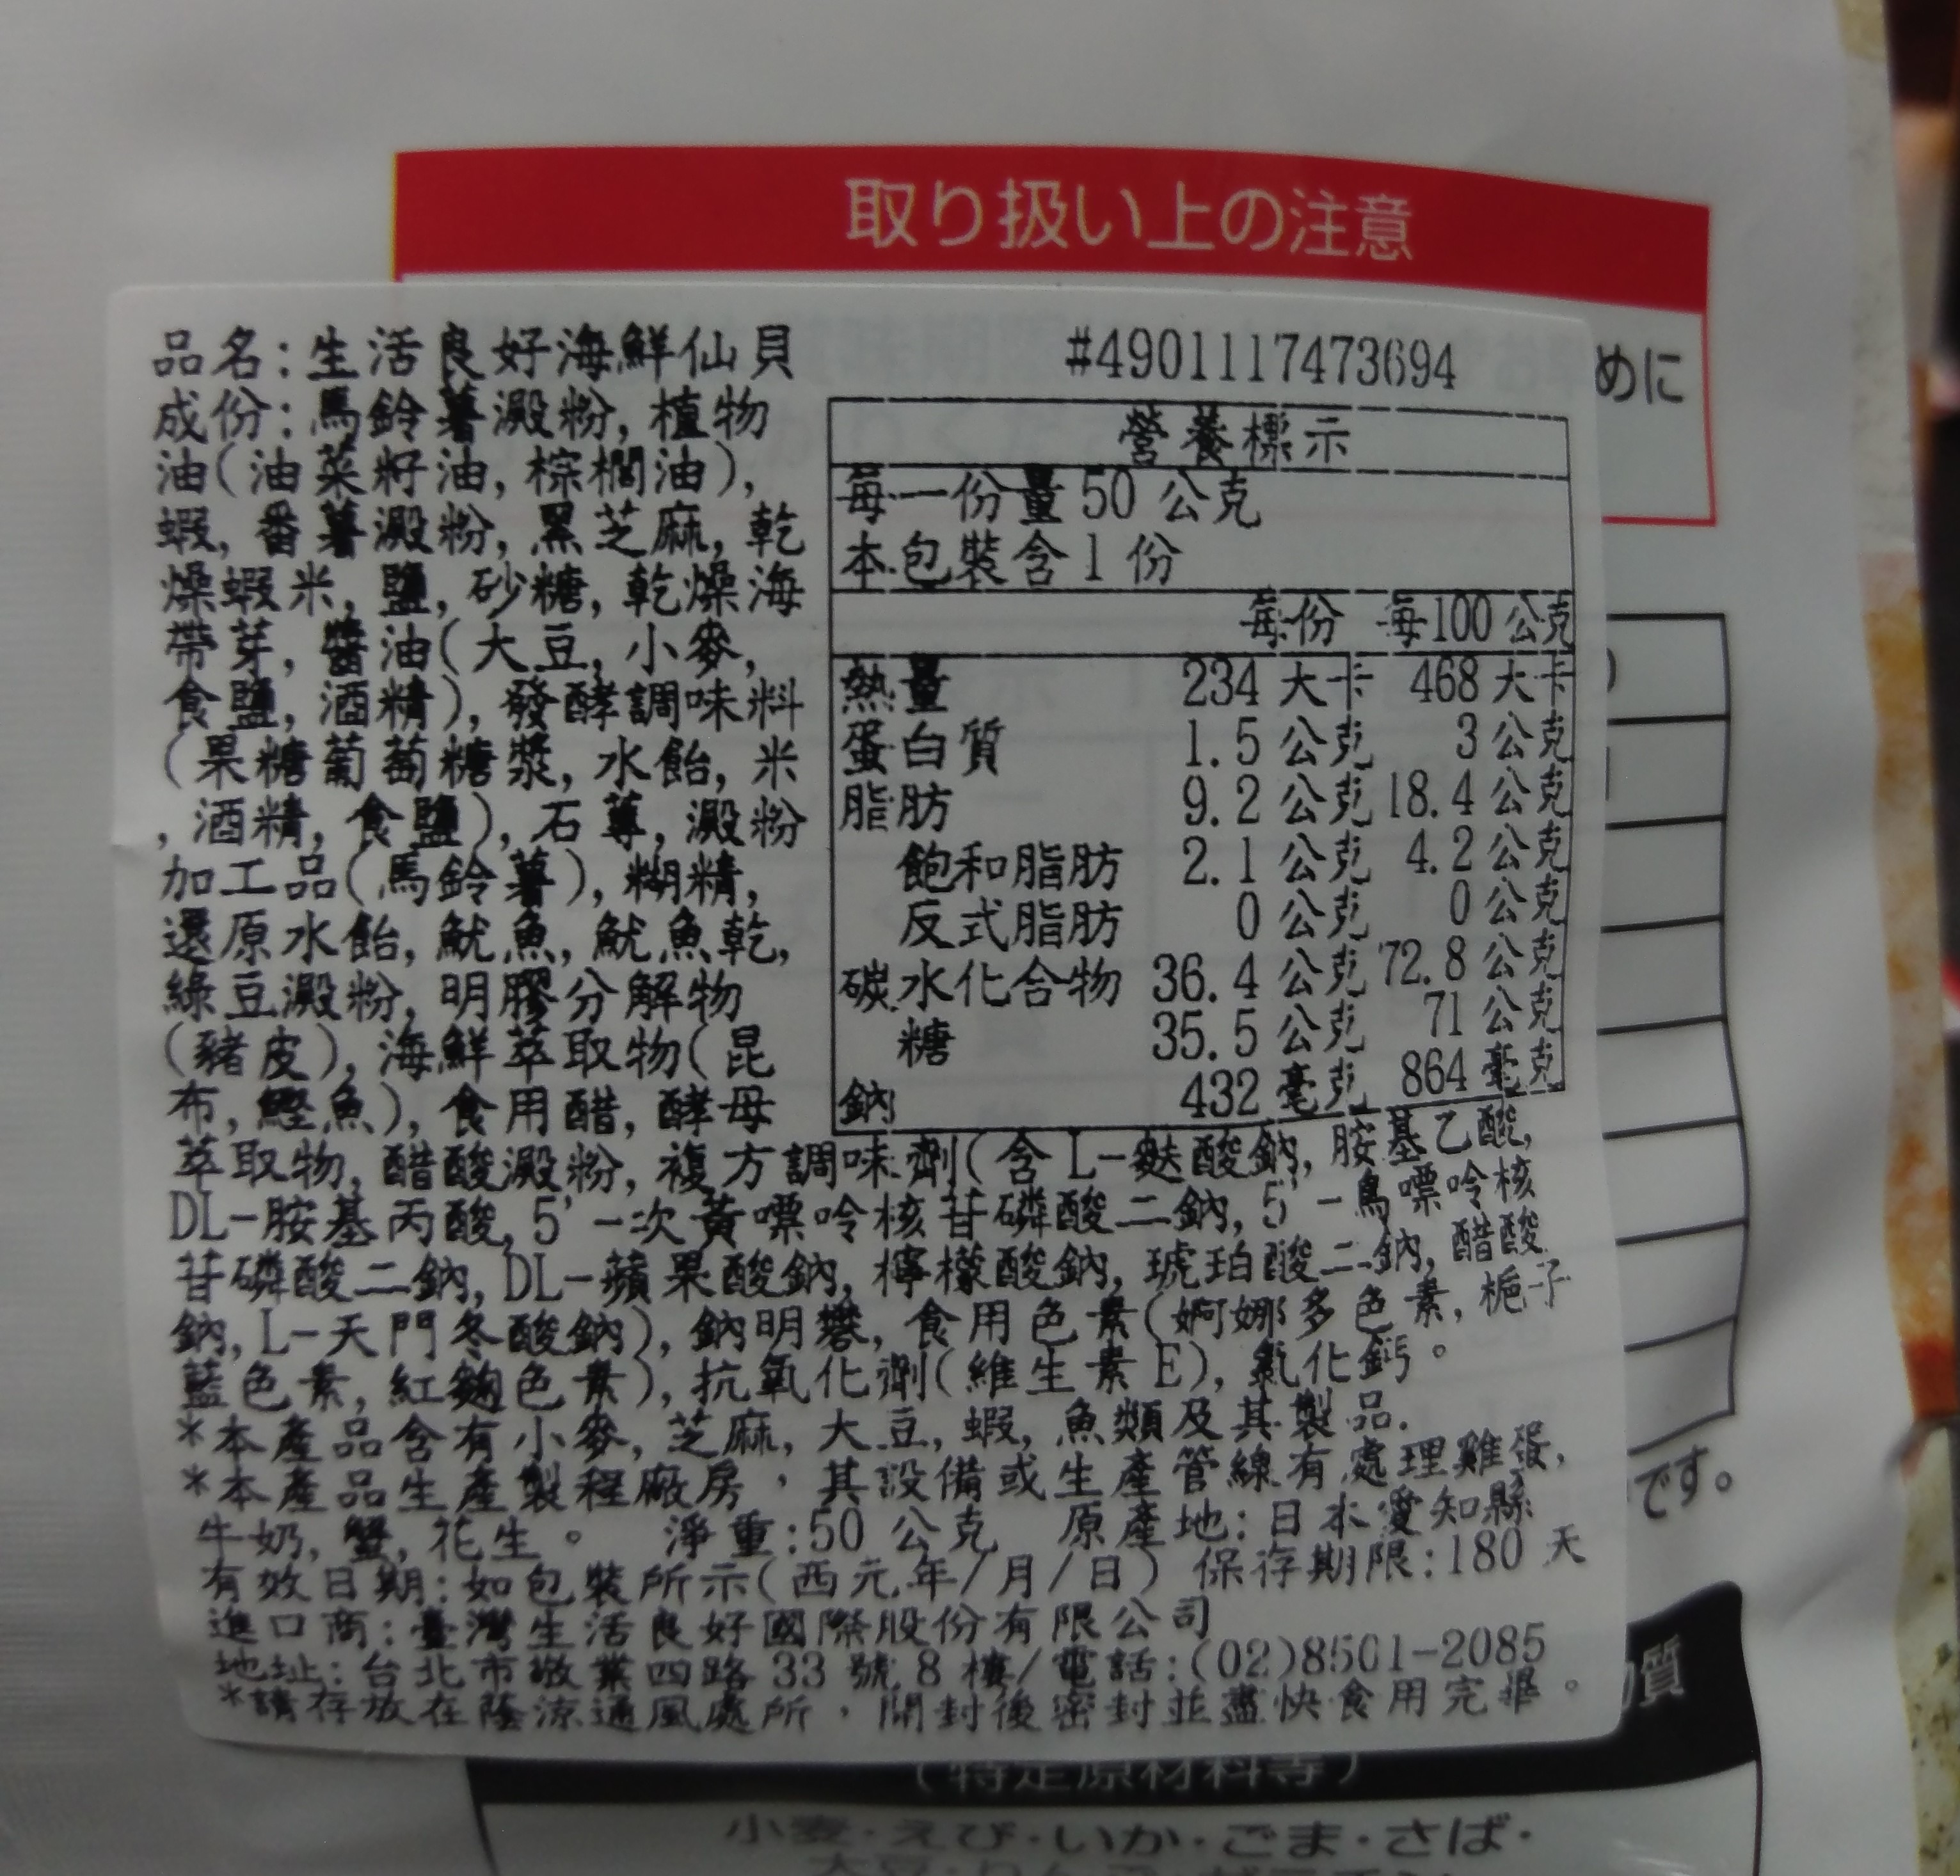 取り扱い上の注意
品名:生活良好海鮮仙貝 #4901117473694
めに
成份:馬鈴薯澱粉,植物
油(油菜籽油,棕櫚油),
蝦,番薯澱粉,黑芝麻,乾
燥蝦米,鹽,砂糖,乾燥海
帶芽,醬油(大豆,小麥,
食鹽,酒精),發酵調味料
(果糖葡萄糖漿,水飴,米
,酒精,食鹽),石蓴,澱粉
加工品(馬鈴薯),糊精,
還原水飴,魷魚,魷魚乾,
綠豆澱粉,明膠分解物
(豬皮),海鮮萃取物(昆
布,鰹魚),食用醋,酵母
營養標示
每一份量50 公克
本包裝含1 份
每份 每100 公克
熱量 234 大卡 468 大卡
蛋白質 1.5 公克 3 公克
脂肪 9.2 公克 18.4 公克
飽和脂肪 2.1 公克 4.2 公克
反式脂肪 0 公克 0 公克
碳水化合物 36.4 公克 72.8 公克
糖 35.5 公克 71 公克
鈉 432 毫克 864 毫克
萃取物,醋酸澱粉,複方調味劑(含L-麩酸鈉,胺基乙酸,
DL-胺基丙酸,5'-次黃嘌呤核苷磷酸二鈉,5'-鳥嘌呤核
苷磷酸二鈉,DL-蘋果酸鈉,檸檬酸鈉,琥珀酸二鈉,醋酸
鈉,L-天門冬酸鈉),鈉明礬,食用色素(婀娜多色素,梔子
藍色素,紅麴色素),抗氧化劑(維生素E),氯化鈣。
*本產品含有小麥,芝麻,大豆,蝦,魚類及其製品.
*本產品生產製程廠房,其設備或生產管線有處理雞蛋,
牛奶,蟹,花生。 淨重:50 公克 原產地:日本愛知縣
有效日期:如包裝所示(西元年/月/日) 保存期限:180 天
進口商:臺灣生活良好國際股份有限公司
地址:台北市敬業四路33 號8 樓/電話:(02)8501-2085
*請存放在蔭涼通風處所,開封後密封並盡快食用完畢。
です。
質
(特定原材料等)
小麦・えび・いか・ごま・さば・